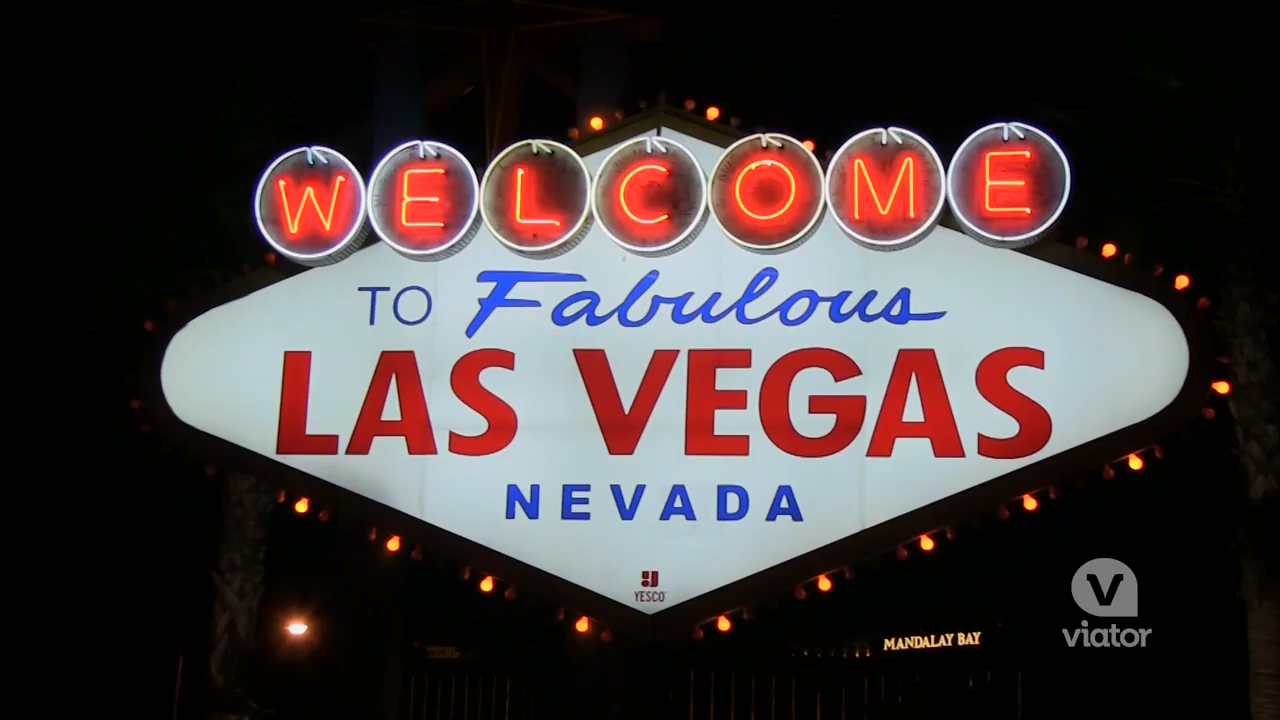 WELCOME
TO Fabulous
LAS VEGAS
NEVADA
YESCO
MANDALAY BAY
viator